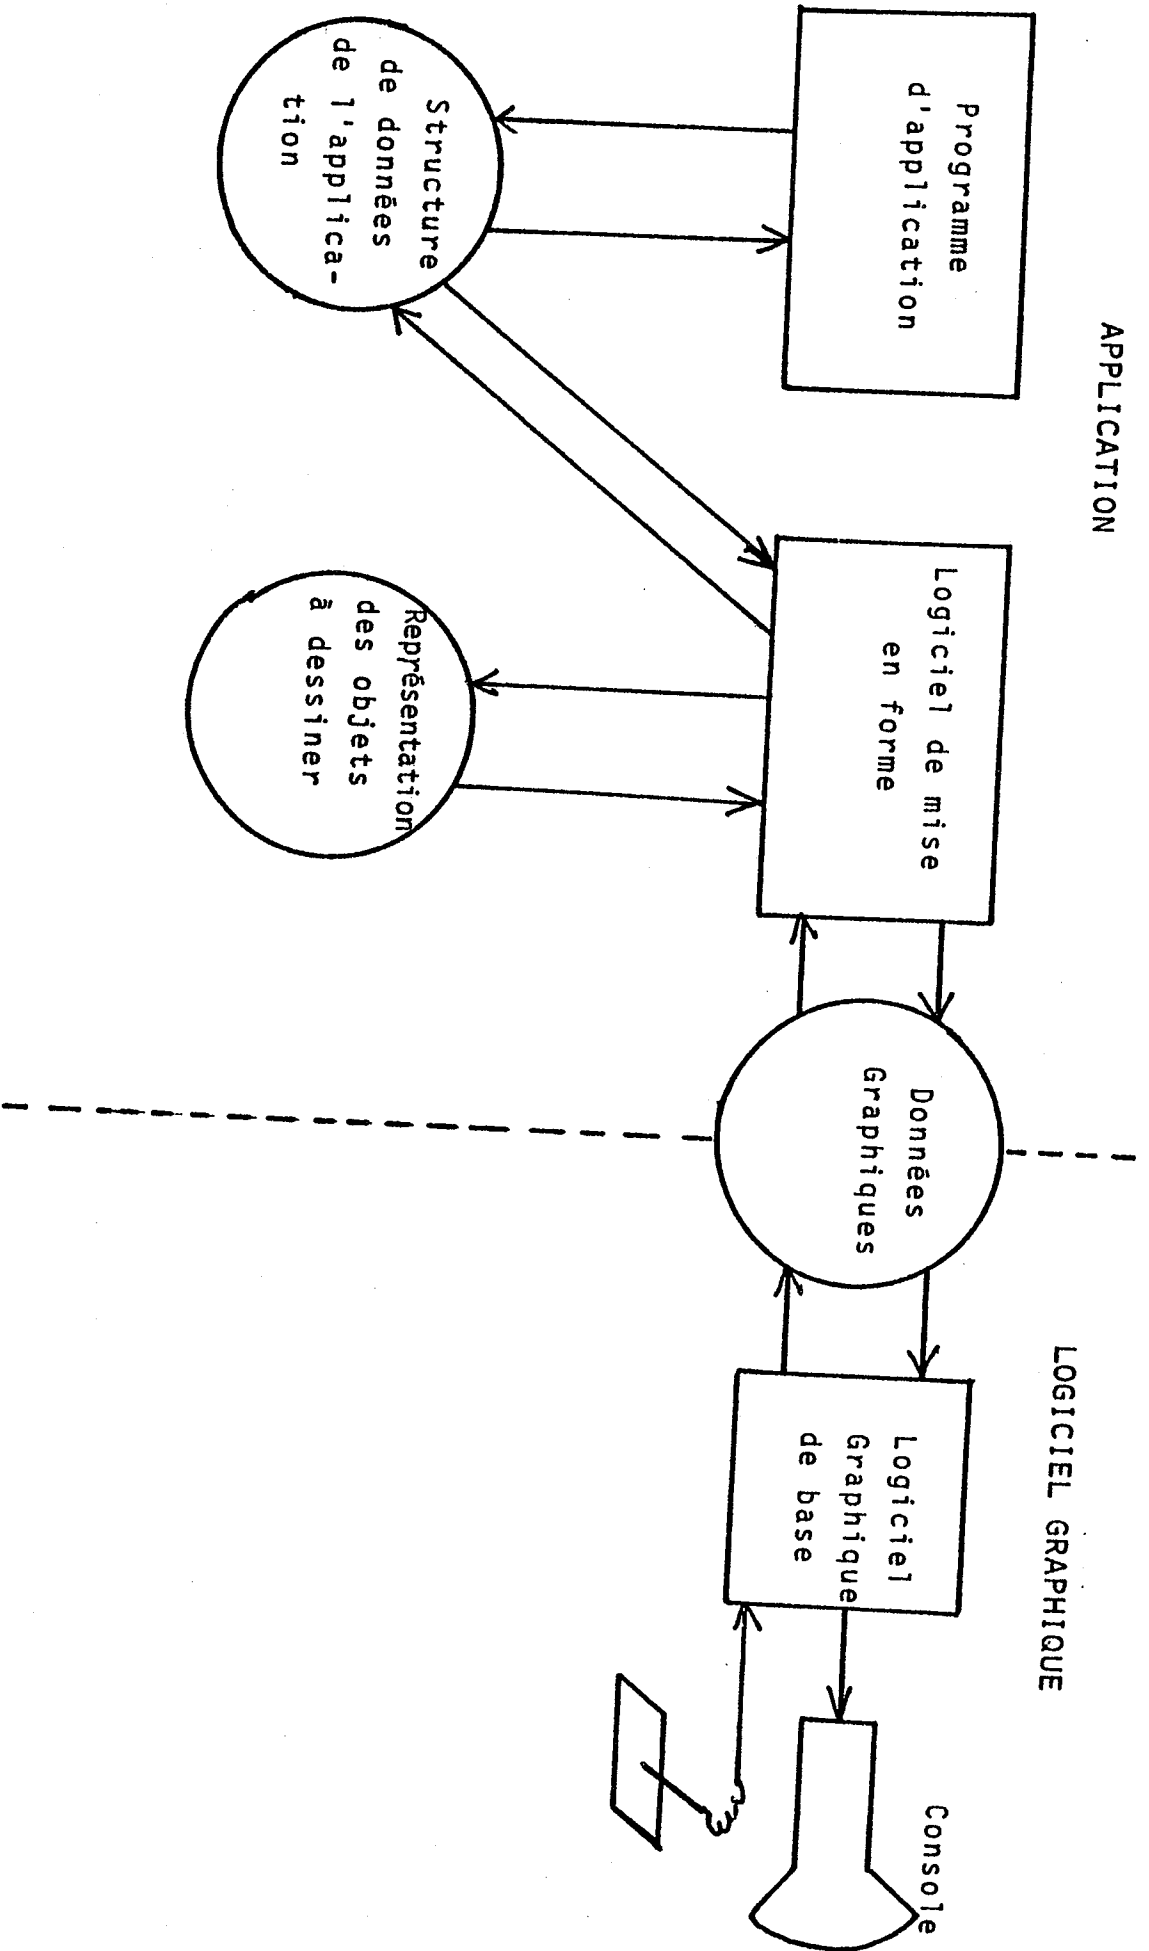 APPLICATION
LOGICIEL GRAPHIQUE
Programme
d'application
Logiciel de mise
en forme
Données
Graphiques
Logiciel
Graphique
de base
Console
Structure
de données
de l'applica-
tion
Représentation
des objets
à dessiner